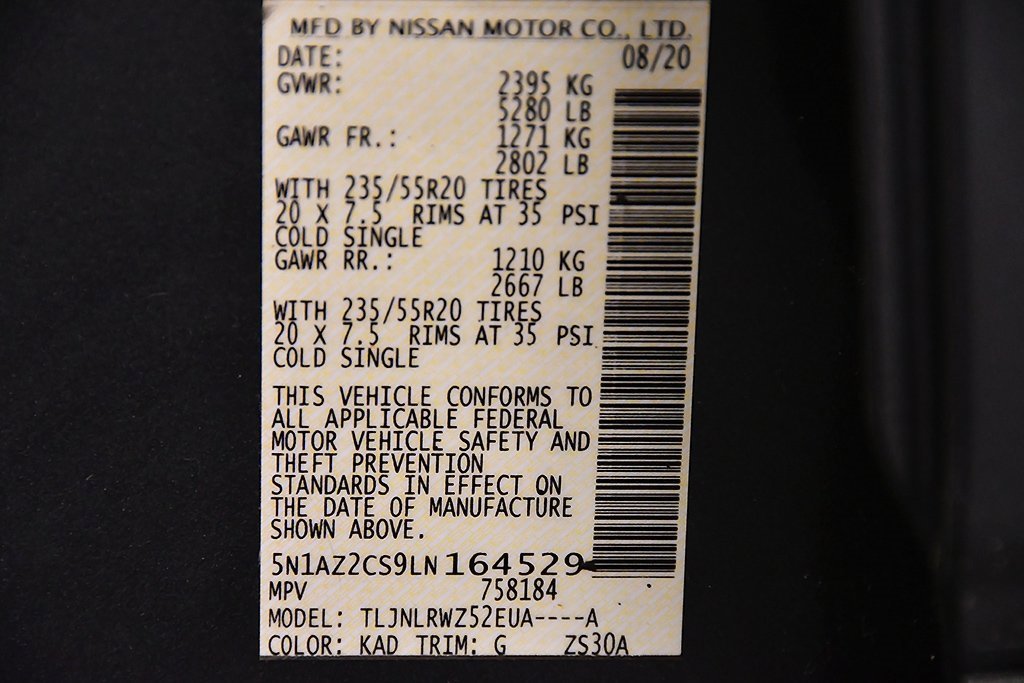 MFD BY NISSAN MOTOR CO., LTD.
DATE: 08/20
GVWR: 2395 KG
5280 LB
GAWR FR.: 1271 KG
2802 LB
WITH 235/55R20 TIRES
20 X 7.5 RIMS AT 35 PSI
COLD SINGLE
GAWR RR.: 1210 KG
2667 LB
WITH 235/55R20 TIRES
20 X 7.5 RIMS AT 35 PSI
COLD SINGLE
THIS VEHICLE CONFORMS TO
ALL APPLICABLE FEDERAL
MOTOR VEHICLE SAFETY AND
THEFT PREVENTION
STANDARDS IN EFFECT ON
THE DATE OF MANUFACTURE
SHOWN ABOVE.
5N1AZ2CS9LN164529
MPV 758184
MODEL: TLJNLRWZ52EUA----A
COLOR: KAD TRIM: G ZS30A